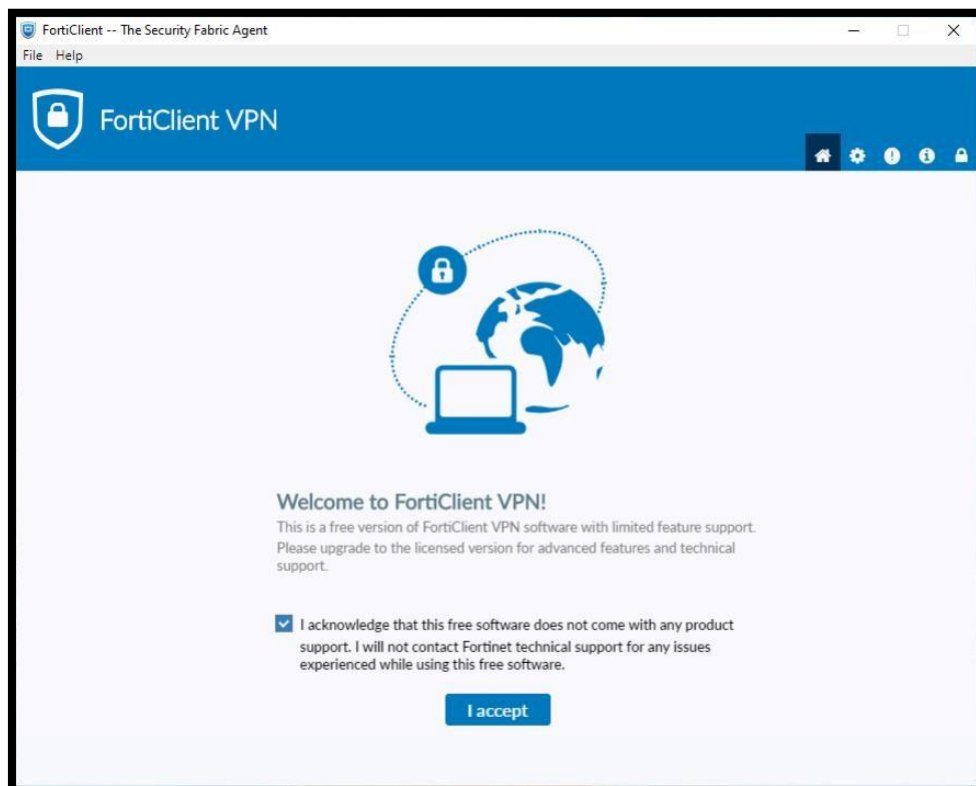 FortiClient -- The Security Fabric Agent
File Help
FortiClient VPN
Welcome to FortiClient VPN!
This is a free version of FortiClient VPN software with limited feature support.
Please upgrade to the licensed version for advanced features and technical
support.
I acknowledge that this free software does not come with any product
support. I will not contact Fortinet technical support for any issues
experienced while using this free software.
I accept